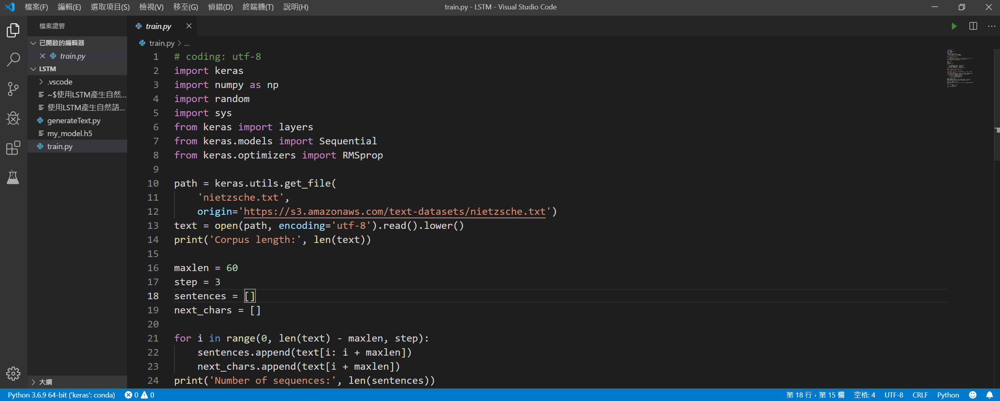 檔案(F) 編輯(E) 選取項目(S) 檢視(V) 移至(G) 偵錯(D) 終端機(T) 說明(H) train.py - LSTM - Visual Studio Code
檔案總管
已開啟的編輯器
train.py
LSTM
.vscode
~$使用LSTM產生自然...
使用LSTM產生自然語...
generateText.py
my_model.h5
train.py
大綱
train.py
train.py > ...
1 # coding: utf-8
2 import keras
3 import numpy as np
4 import random
5 import sys
6 from keras import layers
7 from keras.models import Sequential
8 from keras.optimizers import RMSprop
9
10 path = keras.utils.get_file(
11     'nietzsche.txt',
12     origin='https://s3.amazonaws.com/text-datasets/nietzsche.txt')
13 text = open(path, encoding='utf-8').read().lower()
14 print('Corpus length:', len(text))
15
16 maxlen = 60
17 step = 3
18 sentences = []
19 next_chars = []
20
21 for i in range(0, len(text) - maxlen, step):
22     sentences.append(text[i: i + maxlen])
23     next_chars.append(text[i + maxlen])
24 print('Number of sequences:', len(sentences))
Python 3.6.9 64-bit ('keras': conda) 0 0 第 18 行，第 15 欄 空格: 4 UTF-8 CRLF Python